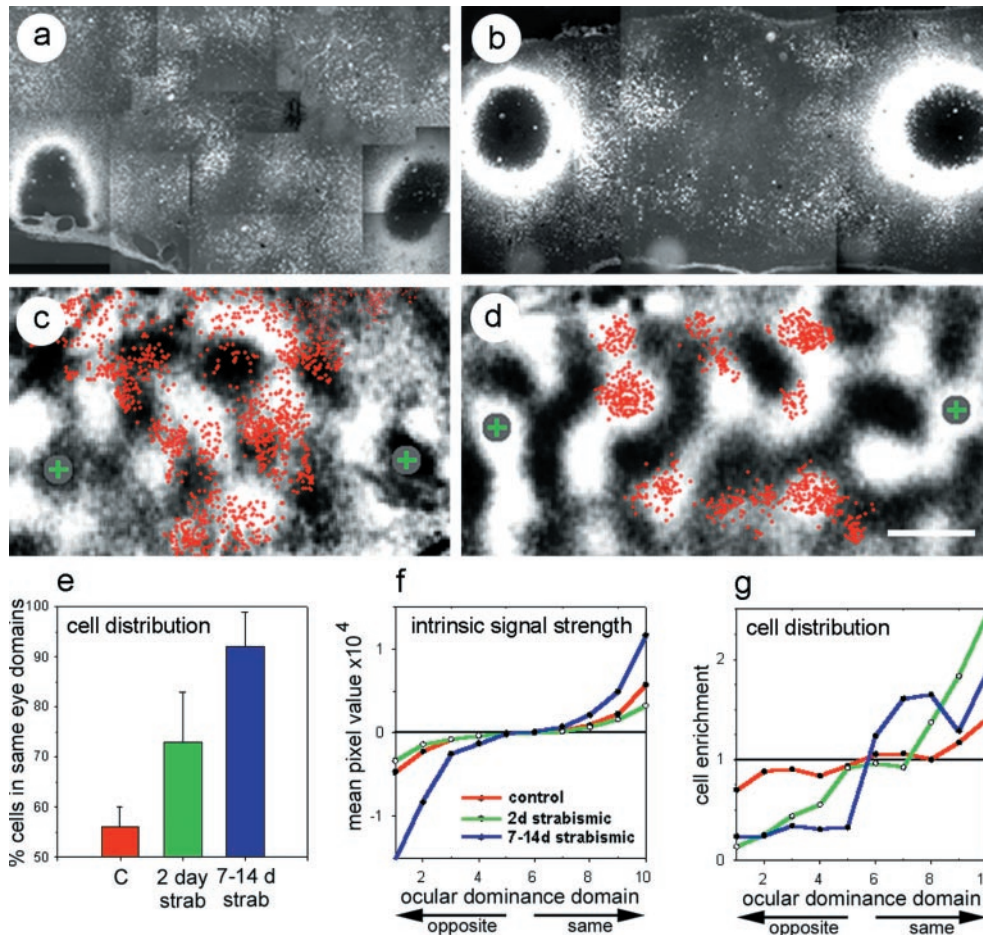 a
b
c
d
e
cell distribution
% cells in same eye domains
100
90
80
70
60
50
C
2 day strab
7-14 d strab
f
intrinsic signal strength
mean pixel value x10⁻⁴
1
0
-1
control
2d strabismic
7-14d strabismic
2
4
6
8
10
ocular dominance domain
opposite
same
g
cell distribution
cell enrichment
2
1
0
2
4
6
8
10
ocular dominance domain
opposite
same